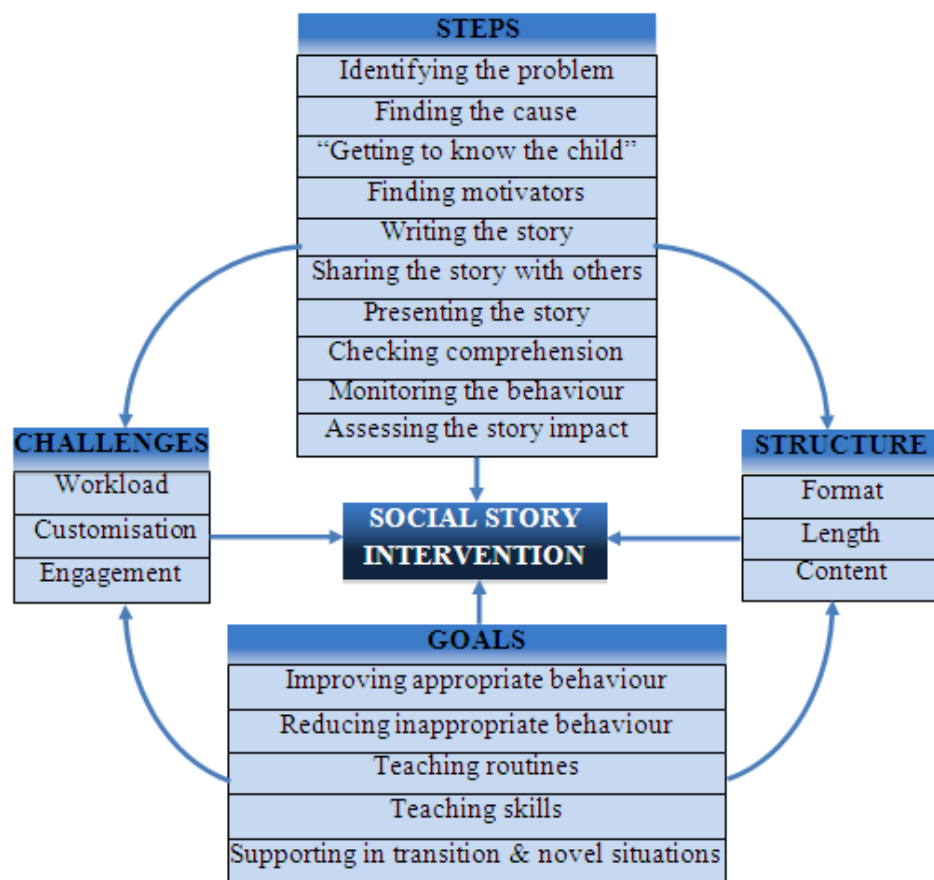 STEPS
Identifying the problem
Finding the cause
“Getting to know the child”
Finding motivators
Writing the story
Sharing the story with others
Presenting the story
Checking comprehension
Monitoring the behaviour
Assessing the story impact
CHALLENGES
Workload
Customisation
Engagement
SOCIAL STORY
INTERVENTION
STRUCTURE
Format
Length
Content
GOALS
Improving appropriate behaviour
Reducing inappropriate behaviour
Teaching routines
Teaching skills
Supporting in transition & novel situations